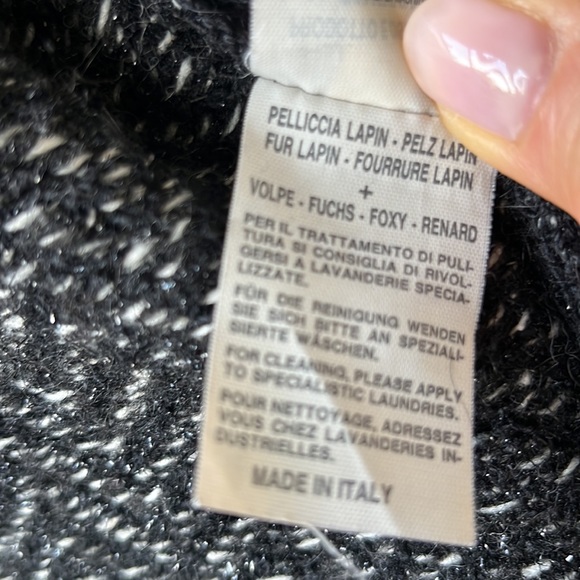 PELLICCIA LAPIN - PELZ LAPIN
FUR LAPIN - FOURRURE LAPIN
+
VOLPE - FUCHS - FOXY - RENARD
PER IL TRATTAMENTO DI PULI-
TURA SI CONSIGLIA DI RIVOL-
GERSI A LAVANDERIE SPECIA-
LIZZATE.
FÜR DIE REINIGUNG WENDEN
SIE SICH BITTE AN SPEZIALI-
SIERTE WÄSCHEN.
FOR CLEANING, PLEASE APPLY
TO SPECIALISTIC LAUNDRIES.
POUR NETTOYAGE, ADRESSEZ
VOUS CHEZ LAVANDERIES IN-
DUSTRIELLES.
MADE IN ITALY